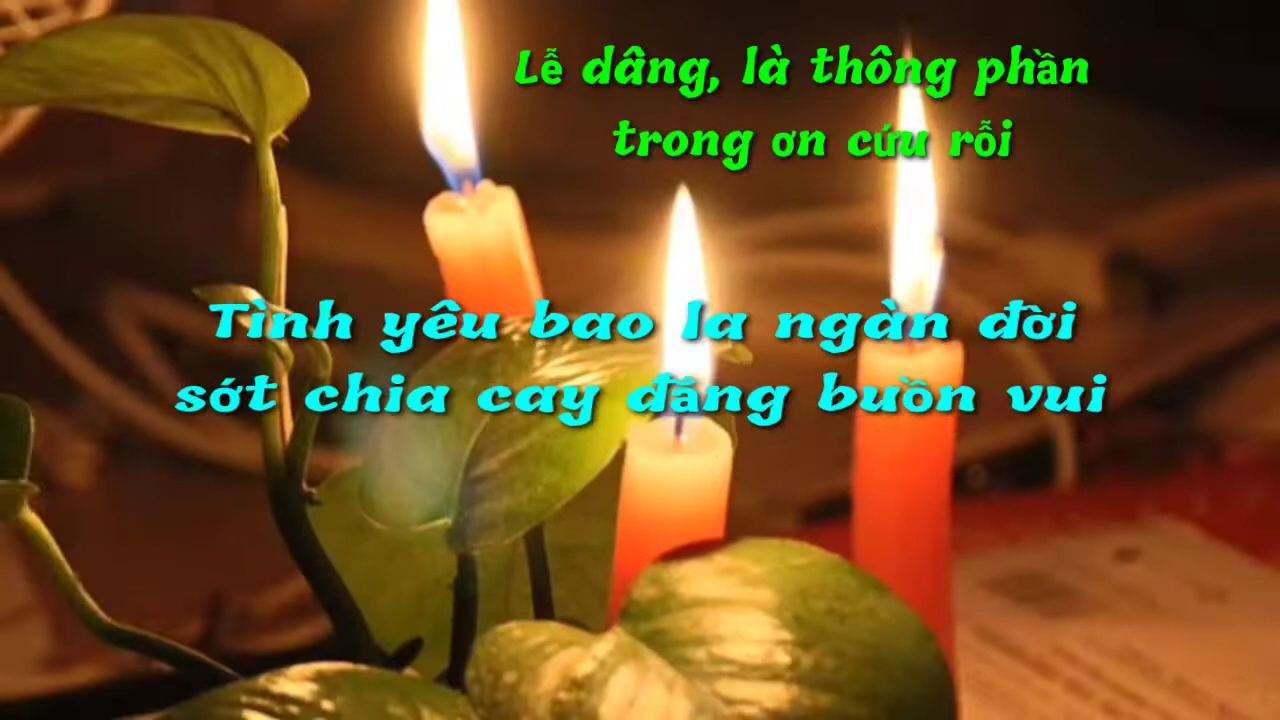 Lễ dâng, là thông phần
trong ơn cứu rỗi
Tình yêu bao la ngàn đời
sớt chia cay đắng buồn vui